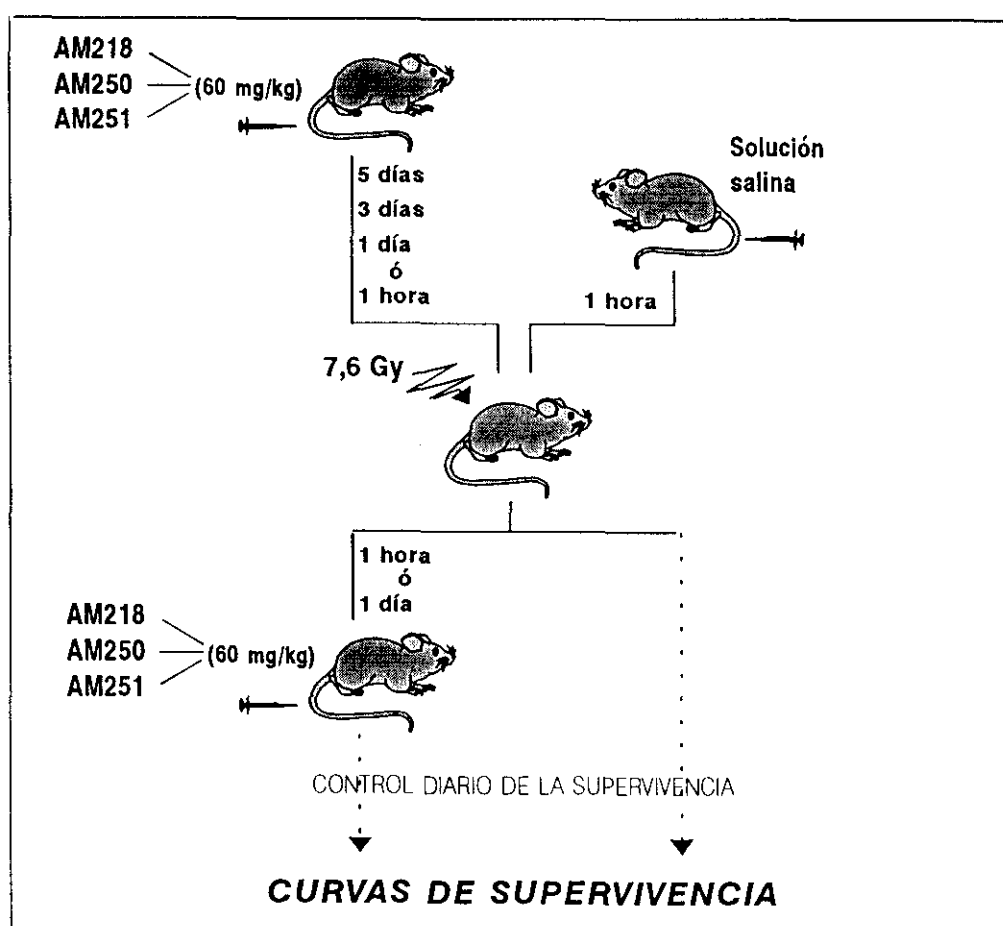 AM218
AM250
AM251
(60 mg/kg)
Solución
salina
5 días
3 días
1 día
ó
1 hora
1 hora
7,6 Gy
1 hora
ó
1 día
AM218
AM250
AM251
(60 mg/kg)
CONTROL DIARIO DE LA SUPERVIVENCIA
CURVAS DE SUPERVIVENCIA